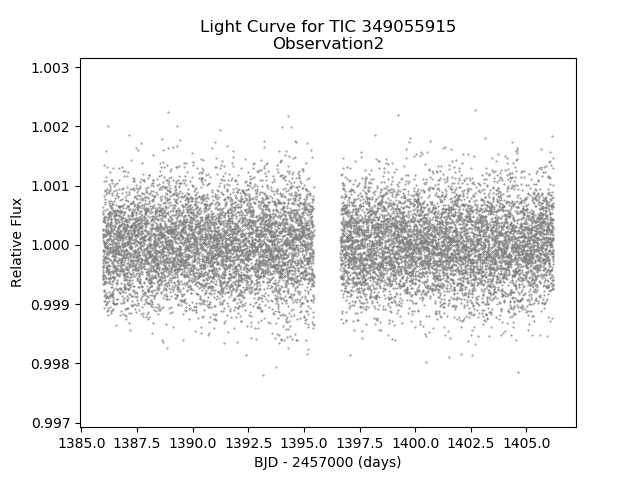 Light Curve for TIC 349055915
Observation2
1.003
1.002
1.001
1.000
0.999
0.998
0.997
Relative Flux
1385.0 1387.5 1390.0 1392.5 1395.0 1397.5 1400.0 1402.5 1405.0
BJD - 2457000 (days)